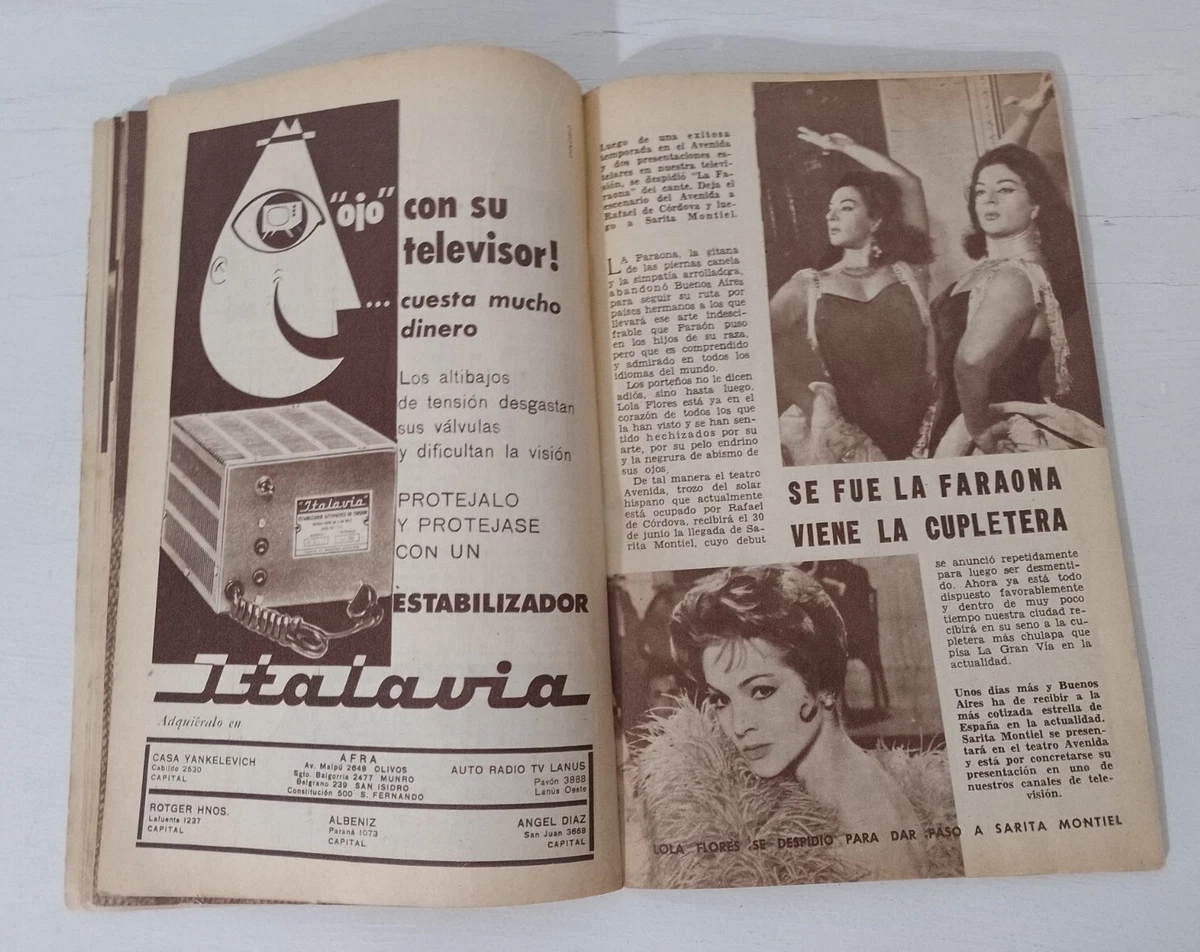 "ojo" con su
televisor!
... cuesta mucho
dinero
Los altibajos
de tensión desgastan
sus válvulas
y dificultan la visión
PROTEJALO
Y PROTEJASE
CON UN
ESTABILIZADOR
"Italavia"
ESTABILIZADOR AUTOMATICO DE TENSION
Italavia
Adquiéralo en
CASA YANKELEVICH
Cabildo 2530
CAPITAL
AFRA
Av. Maipú 2648 OLIVOS
Sgto. Baigorria 2477 MUNRO
Belgrano 239 SAN ISIDRO
Constitución 500 S. FERNANDO
AUTO RADIO TV LANUS
Pavón 3888
Lanús Oeste
ROTGER HNOS.
Lafuente 1237
CAPITAL
ALBENIZ
Paraná 1073
CAPITAL
ANGEL DIAZ
San Juan 3668
CAPITAL
Luego de una exitosa
temporada en el Avenida
y dos presentaciones es-
telares en nuestra televi-
sión, se despidió "La Fa-
raona" del cante. Deja el
escenario del Avenida a
Rafael de Córdova y lue-
go a Sarita Montiel.
LA Faraona, la gitana
de las piernas canela
y la simpatía arrolladora,
abandonó Buenos Aires
para seguir su ruta por
países hermanos a los que
llevará ese arte indesci-
frable que Faraón puso
en los hijos de su raza,
pero que es comprendido
y admirado en todos los
idiomas del mundo.
Los porteños no le dicen
adiós, sino hasta luego.
Lola Flores está ya en el
corazón de todos los que
la han visto y se han sen-
tido hechizados por su
arte, por su pelo endrino
y la negrura de abismo de
sus ojos.
De tal manera el teatro
Avenida, trozo del solar
hispano que actualmente
está ocupado por Rafael
de Córdova, recibirá el 30
de junio la llegada de Sa-
rita Montiel, cuyo debut
SE FUE LA FARAONA
VIENE LA CUPLETERA
se anunció repetidamente
para luego ser desmenti-
do. Ahora ya está todo
dispuesto favorablemente
y dentro de muy poco
tiempo nuestra ciudad re-
cibirá en su seno a la cu-
pletera más chulapa que
pisa La Gran Vía en la
actualidad.
Unos días más y Buenos
Aires ha de recibir a la
más cotizada estrella de
España en la actualidad.
Sarita Montiel se presen-
tará en el teatro Avenida
y está por concretarse su
presentación en uno de
nuestros canales de tele-
visión.
LOLA FLORES SE DESPIDIO PARA DAR PASO A SARITA MONTIEL